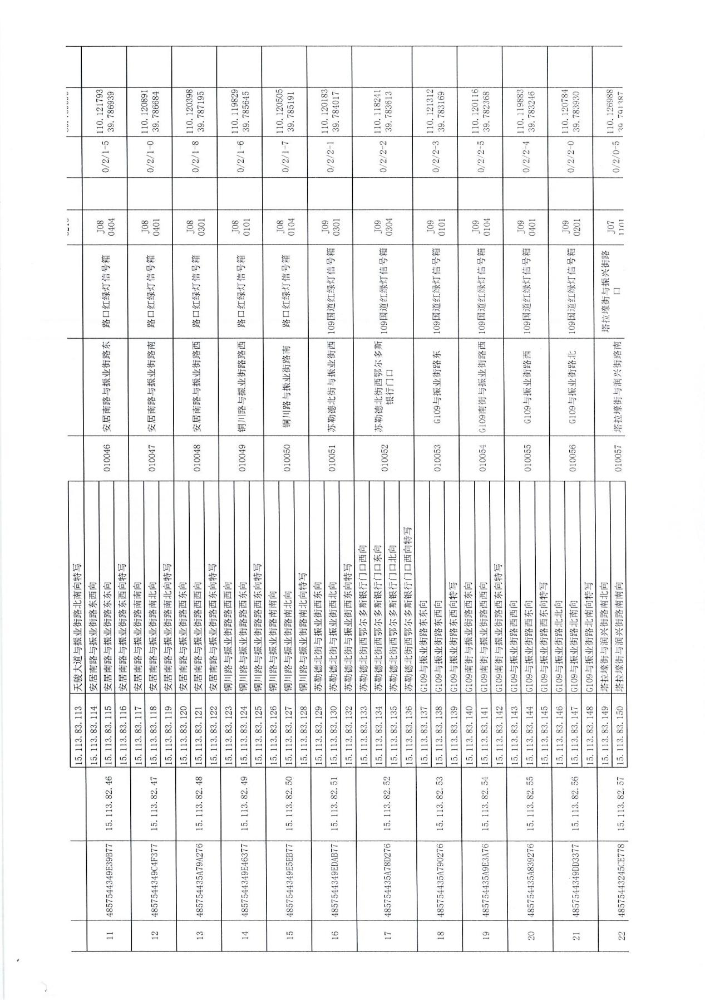 15.113.83.113 天骏大道与振业街路北南向特写
11 4857544349E39B77 15.113.82.46 15.113.83.114 安居南路与振业街路东西向 010046 安居南路与振业街路东 路口红绿灯信号箱 J08 0/2/1-5 110.121793
0404 39.786939
15.113.83.115 安居南路与振业街路东东向
15.113.83.116 安居南路与振业街路东西向特写
12 4857544349C4F377 15.113.82.47 15.113.83.117 安居南路与振业街路南南向 010047 安居南路与振业街路南 路口红绿灯信号箱 J08 0/2/1-0 110.120891
0401 39.786684
15.113.83.118 安居南路与振业街路南北向
15.113.83.119 安居南路与振业街路南北向特写
13 485754435A79A276 15.113.82.48 15.113.83.120 安居南路与振业街路西东向 010048 安居南路与振业街路西 路口红绿灯信号箱 J08 0/2/1-8 110.120398
0301 39.787195
15.113.83.121 安居南路与振业街路西西向
15.113.83.122 安居南路与振业街路西东向特写
14 4857544349E46377 15.113.82.49 15.113.83.123 铜川路与振业街路路西西向 010049 铜川路与振业街路路西 路口红绿灯信号箱 J08 0/2/1-6 110.119829
0101 39.785645
15.113.83.124 铜川路与振业街路路西东向
15.113.83.125 铜川路与振业街路路西东向特写
15 4857544349E5EB77 15.113.82.50 15.113.83.126 铜川路与振业街路南南向 010050 铜川路与振业街路南 路口红绿灯信号箱 J08 0/2/1-7 110.120505
0104 39.785191
15.113.83.127 铜川路与振业街路南北向
15.113.83.128 铜川路与振业街路南北向特写
16 4857544349EDAB77 15.113.82.51 15.113.83.129 苏勒德北街与振业街西东向 010051 苏勒德北街与振业街西 109国道红绿灯信号箱 J09 0/2/2-1 110.120183
0301 39.784017
15.113.83.130 苏勒德北街与振业街西北向
15.113.83.132 苏勒德北街与振业街西东向特写
17 485754435A78D276 15.113.82.52 15.113.83.133 苏勒德北街西鄂尔多斯银行门口西向 010052 苏勒德北街西鄂尔多斯 109国道红绿灯信号箱 J09 0/2/2-2 110.118241
银行门口 0304 39.783613
15.113.83.134 苏勒德北街西鄂尔多斯银行门口东向
15.113.83.135 苏勒德北街西鄂尔多斯银行门口北向
15.113.83.136 苏勒德北街西鄂尔多斯银行门口西向特写
18 485754435A790276 15.113.82.53 15.113.83.137 G109与振业街路东东向 010053 G109与振业街路东 109国道红绿灯信号箱 J09 0/2/2-3 110.121312
0101 39.783169
15.113.83.138 G109与振业街路东西向
15.113.83.139 G109与振业街路东西向特写
19 485754435A9E3A76 15.113.82.54 15.113.83.140 G109南街与振业街路西东向 010054 G109南街与振业街路西 109国道红绿灯信号箱 J09 0/2/2-5 110.120116
0104 39.782368
15.113.83.141 G109南街与振业街路西西向
15.113.83.142 G109南街与振业街路西东向特写
20 485754435A839276 15.113.82.55 15.113.83.143 G109与振业街路西西向 010055 G109与振业街路西 109国道红绿灯信号箱 J09 0/2/2-4 110.119883
0401 39.783246
15.113.83.144 G109与振业街路西东向
15.113.83.145 G109与振业街路西东向特写
21 4857544349DD3377 15.113.82.56 15.113.83.146 G109与振业街路北北向 010056 G109与振业街路北 109国道红绿灯信号箱 J09 0/2/2-0 110.120784
0201 39.783930
15.113.83.147 G109与振业街路北南向
15.113.83.148 G109与振业街路北南向特写
15.113.83.149 塔拉壕街与润兴街路南北向 塔拉壕街与振兴街路
22 48575443245CE778 15.113.82.57 15.113.83.150 塔拉壕街与润兴街路南南向 010057 塔拉壕街与润兴街路南 口 J07 0/2/0-5 110.126988